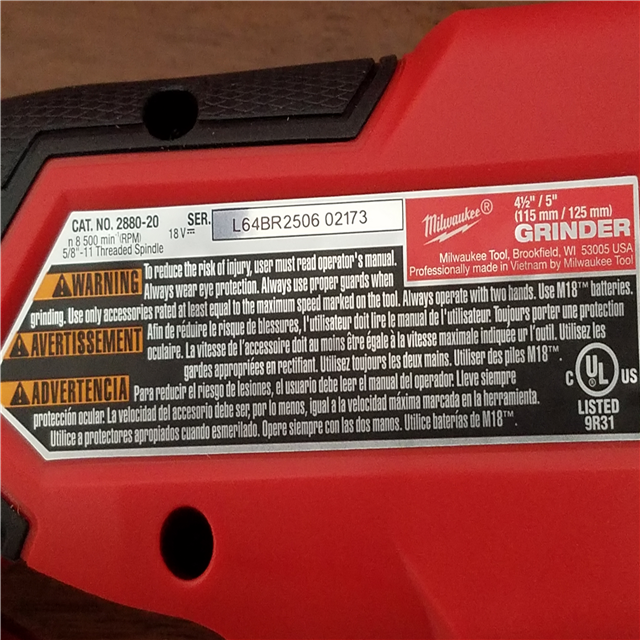 CAT. NO. 2880-20
n 8 500 min⁻¹(RPM) 18V⎓
5/8"-11 Threaded Spindle
SER. L64BR2506 02173
Milwaukee®
4½" / 5"
(115 mm / 125 mm)
GRINDER
Milwaukee Tool, Brookfield, WI 53005 USA
Professionally made in Vietnam by Milwaukee Tool
WARNING To reduce the risk of injury, user must read operator's manual.
Always wear eye protection. Always use proper guards when
grinding. Use only accessories rated at least equal to the maximum speed marked on the tool. Always operate with two hands. Use M18™ batteries.
AVERTISSEMENT Afin de réduire le risque de blessures, l'utilisateur doit lire le manuel de l'utilisateur. Toujours porter une protection
oculaire. La vitesse de l'accessoire doit au moins être égale à la vitesse maximale indiquée sur l'outil. Utilisez les
gardes appropriées en rectifiant. Utilisez toujours les deux mains. Utiliser des piles M18™.
ADVERTENCIA Para reducir el riesgo de lesiones, el usuario debe leer el manual del operador. Lleve siempre
protección ocular. La velocidad del accesorio debe ser, por lo menos, igual a la velocidad máxima marcada en la herramienta.
Utilice a protectores apropiados cuando esmerilado. Opere siempre con las dos manos. Utilice baterías de M18™
C UL US
LISTED
9R31